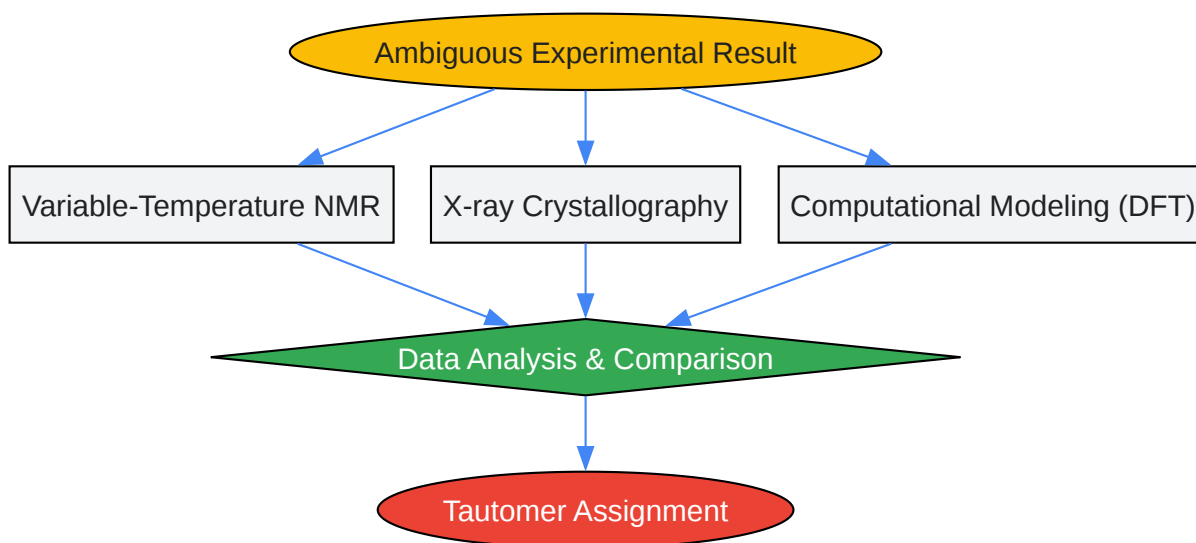 Ambiguous Experimental Result
Variable-Temperature NMR
X-ray Crystallography
Computational Modeling (DFT)
Data Analysis & Comparison
Tautomer Assignment